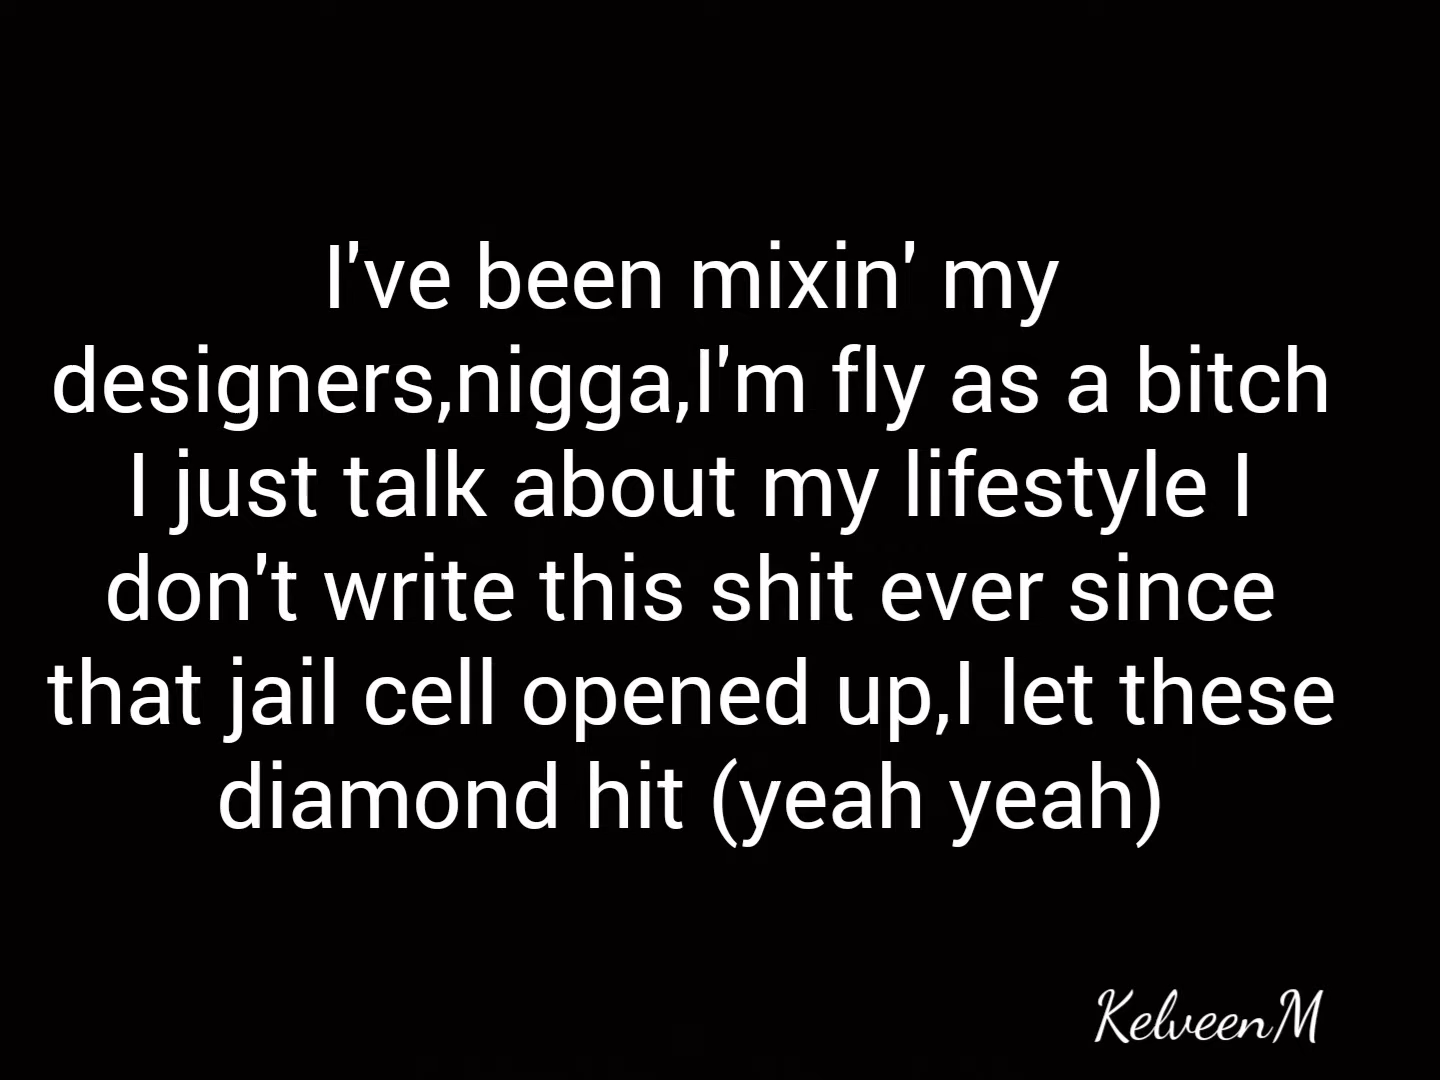 I've been mixin' my
designers,nigga,I'm fly as a bitch
I just talk about my lifestyle I
don't write this shit ever since
that jail cell opened up,I let these
diamond hit (yeah yeah)
KelveenM